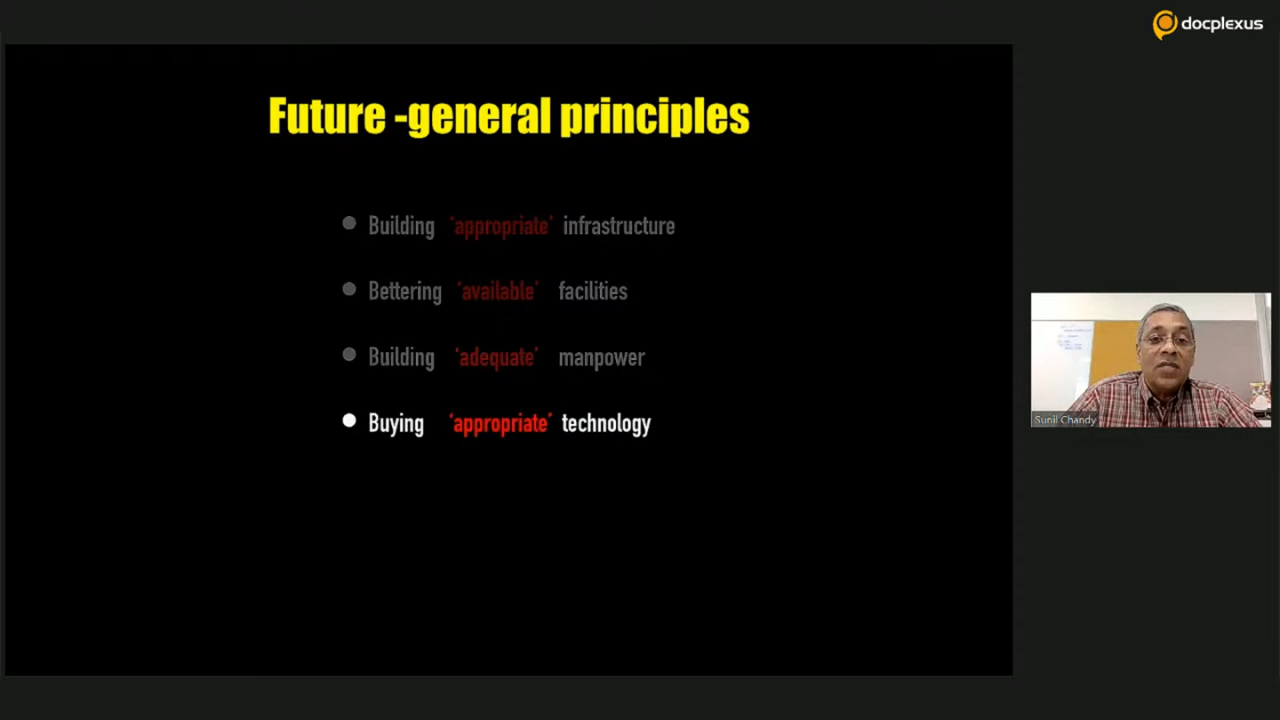 docplexus
Future -general principles
Building 'appropriate' infrastructure
Bettering 'available' facilities
Building 'adequate' manpower
Buying 'appropriate' technology
Sunil Chandy